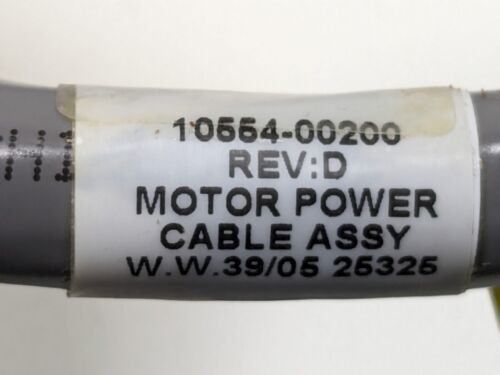 10554-00200
REV:D
MOTOR POWER
CABLE ASSY
W.W.39/05 25325